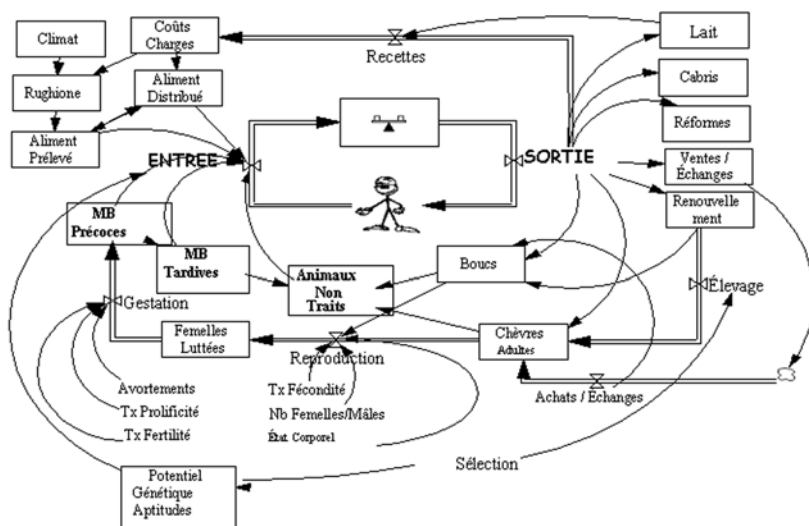 Climat
Coûts
Charges
Recettes
Lait
Rughione
Aliment
Distribué
Cabris
Aliment
Prélevé
Réformes
ENTREE
SORTIE
Ventes /
Échanges
Renouvelle
ment
MB
Précoces
MB
Tardives
Animaux
Non
Traits
Boucs
Élevage
Gestation
Femelles
Luttées
Reproduction
Chèvres
Adultes
Achats / Échanges
Avortements
Tx Prolificité
Tx Fertilité
Tx Fécondité
Nb Femelles/Mâles
État Corporel
Sélection
Potentiel
Génétique
Aptitudes